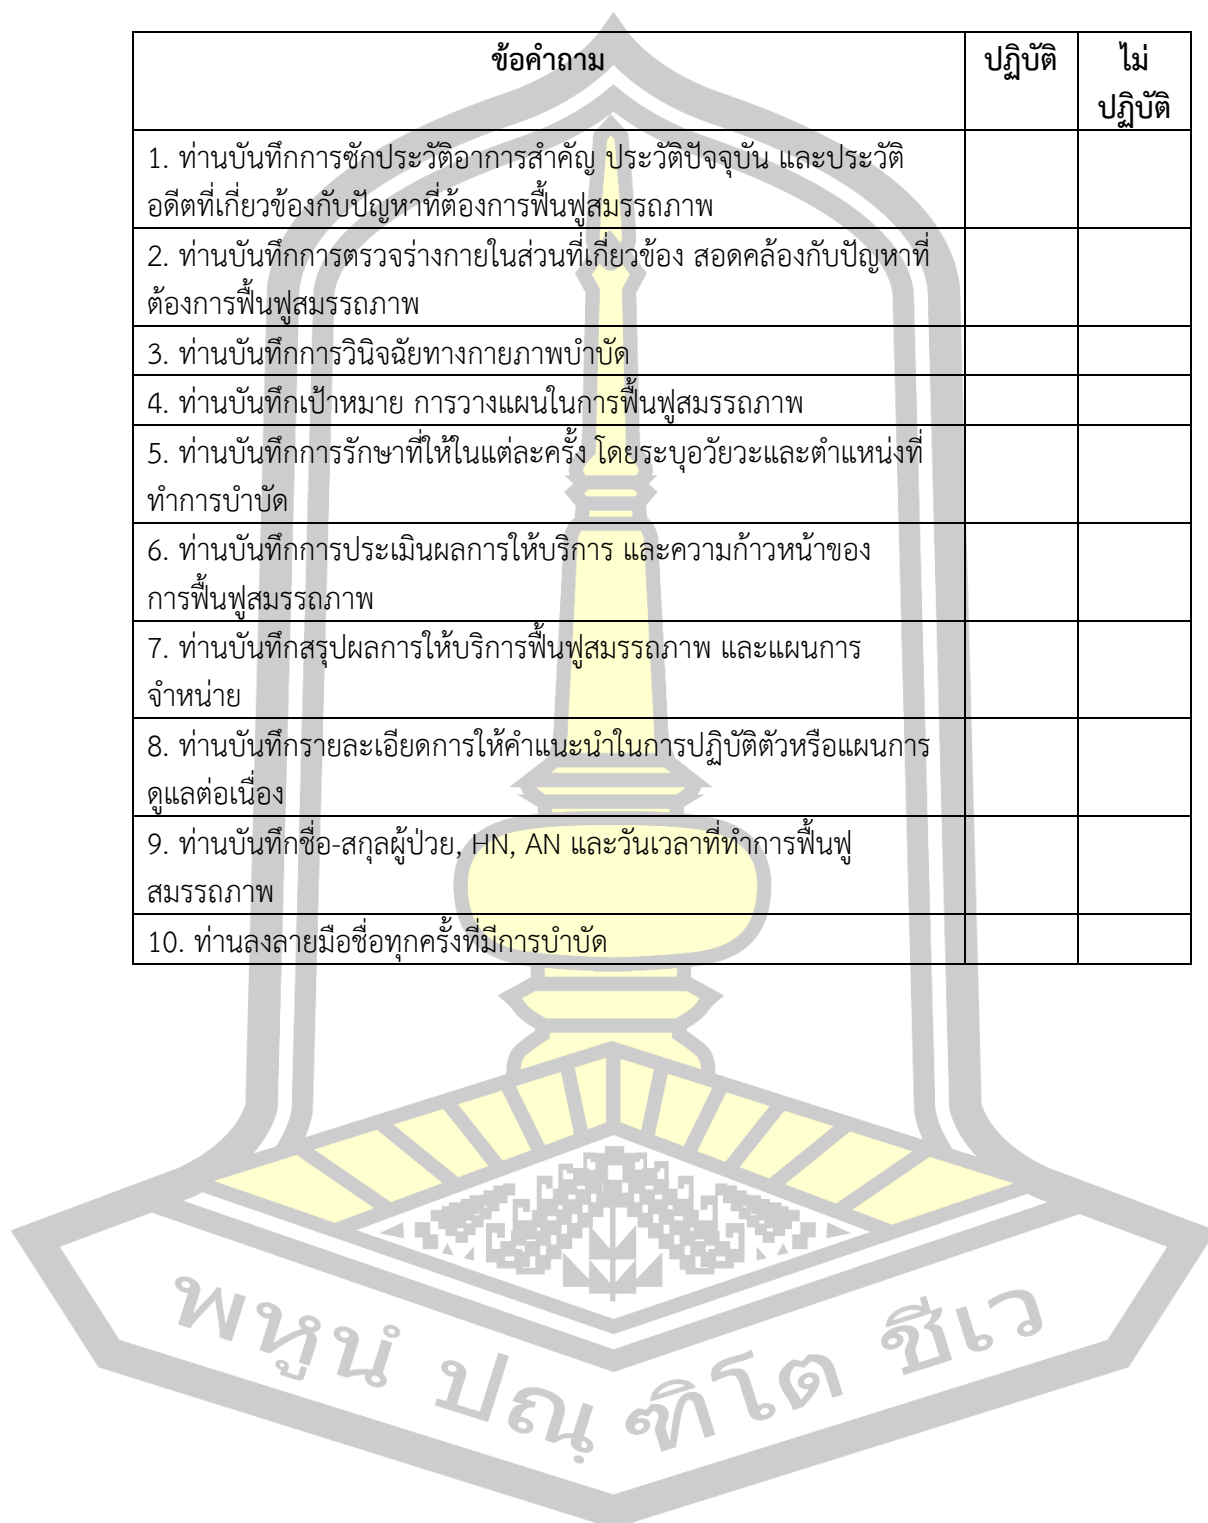 ข้อคำถาม ปฏิบัติ ไม่
ปฏิบัติ
1. ท่านบันทึกการซักประวัติอาการสำคัญ ประวัติปัจจุบัน และประวัติ
อดีตที่เกี่ยวข้องกับปัญหาที่ต้องการฟื้นฟูสมรรถภาพ
2. ท่านบันทึกการตรวจร่างกายในส่วนที่เกี่ยวข้อง สอดคล้องกับปัญหาที่
ต้องการฟื้นฟูสมรรถภาพ
3. ท่านบันทึกการวินิจฉัยทางกายภาพบำบัด
4. ท่านบันทึกเป้าหมาย การวางแผนในการฟื้นฟูสมรรถภาพ
5. ท่านบันทึกการรักษาที่ให้ในแต่ละครั้ง โดยระบุอวัยวะและตำแหน่งที่
ทำการบำบัด
6. ท่านบันทึกการประเมินผลการให้บริการ และความก้าวหน้าของ
การฟื้นฟูสมรรถภาพ
7. ท่านบันทึกสรุปผลการให้บริการฟื้นฟูสมรรถภาพ และแผนการ
จำหน่าย
8. ท่านบันทึกรายละเอียดการให้คำแนะนำในการปฏิบัติตัวหรือแผนการ
ดูแลต่อเนื่อง
9. ท่านบันทึกชื่อ-สกุลผู้ป่วย, HN, AN และวันเวลาที่ทำการฟื้นฟู
สมรรถภาพ
10. ท่านลงลายมือชื่อทุกครั้งที่มีการบำบัด
พหูนํ ปณฺ ฑิโต ชีเว